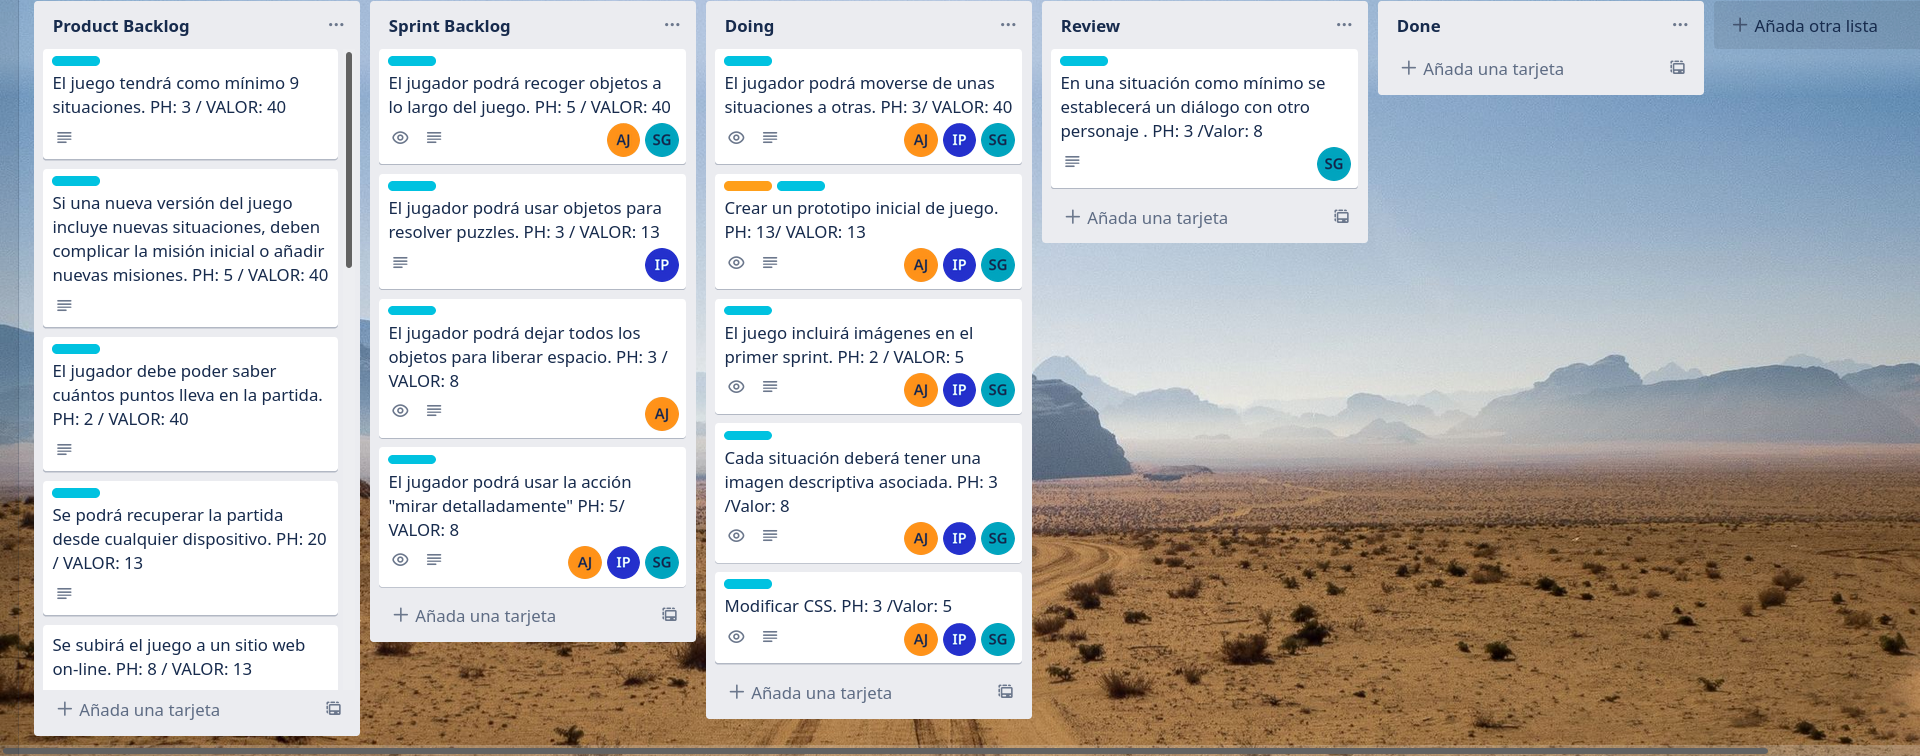 Product Backlog
El juego tendrá como mínimo 9
situaciones. PH: 3 / VALOR: 40
Si una nueva versión del juego
incluye nuevas situaciones, deben
complicar la misión inicial o añadir
nuevas misiones. PH: 5 / VALOR: 40
El jugador debe poder saber
cuántos puntos lleva en la partida.
PH: 2 / VALOR: 40
Se podrá recuperar la partida
desde cualquier dispositivo. PH: 20
/ VALOR: 13
Se subirá el juego a un sitio web
on-line. PH: 8 / VALOR: 13
Añada una tarjeta
Sprint Backlog
El jugador podrá recoger objetos a
lo largo del juego. PH: 5 / VALOR: 40
AJ SG
El jugador podrá usar objetos para
resolver puzzles. PH: 3 / VALOR: 13
IP
El jugador podrá dejar todos los
objetos para liberar espacio. PH: 3 /
VALOR: 8
AJ
El jugador podrá usar la acción
"mirar detalladamente" PH: 5/
VALOR: 8
AJ IP SG
Añada una tarjeta
Doing
El jugador podrá moverse de unas
situaciones a otras. PH: 3/ VALOR: 40
AJ IP SG
Crear un prototipo inicial de juego.
PH: 13/ VALOR: 13
AJ IP SG
El juego incluirá imágenes en el
primer sprint. PH: 2 / VALOR: 5
AJ IP SG
Cada situación deberá tener una
imagen descriptiva asociada. PH: 3
/Valor: 8
AJ IP SG
Modificar CSS. PH: 3 /Valor: 5
AJ IP SG
Añada una tarjeta
Review
En una situación como mínimo se
establecerá un diálogo con otro
personaje . PH: 3 /Valor: 8
SG
Añada una tarjeta
Done
Añada una tarjeta
Añada otra lista